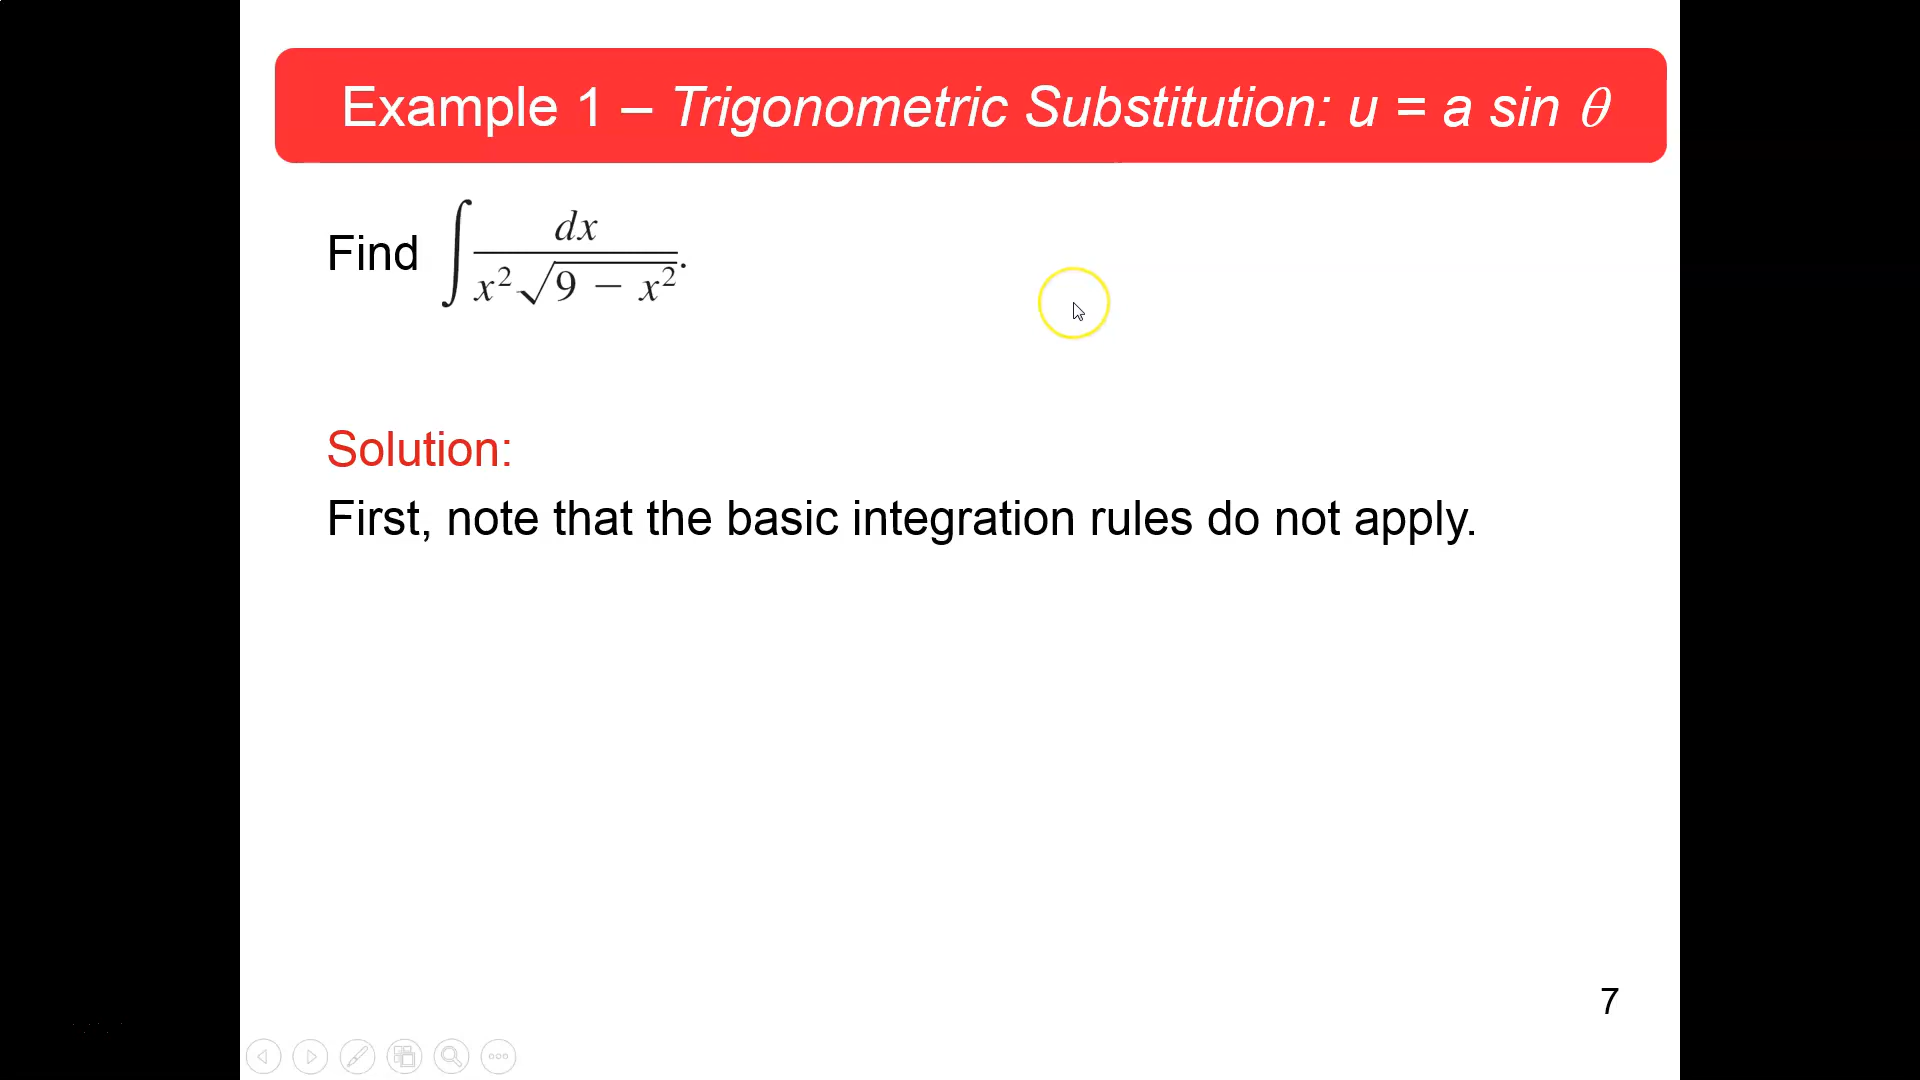 Example 1 – Trigonometric Substitution: u = a sin θ
Find ∫ dx / (x²√(9 − x²)).
Solution:
First, note that the basic integration rules do not apply.
7